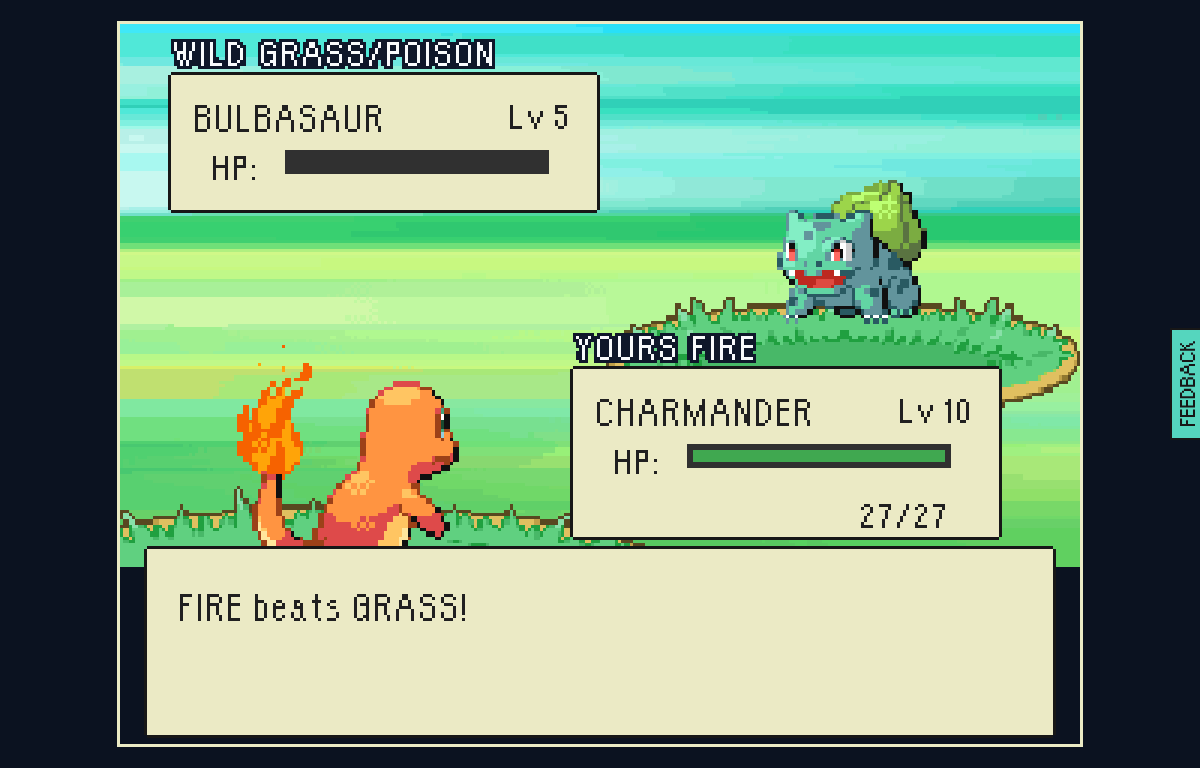 WILD GRASS/POISON
BULBASAUR Lv 5
HP:
YOURS FIRE
CHARMANDER Lv 10
HP:
27/27
FIRE beats GRASS!
FEEDBACK